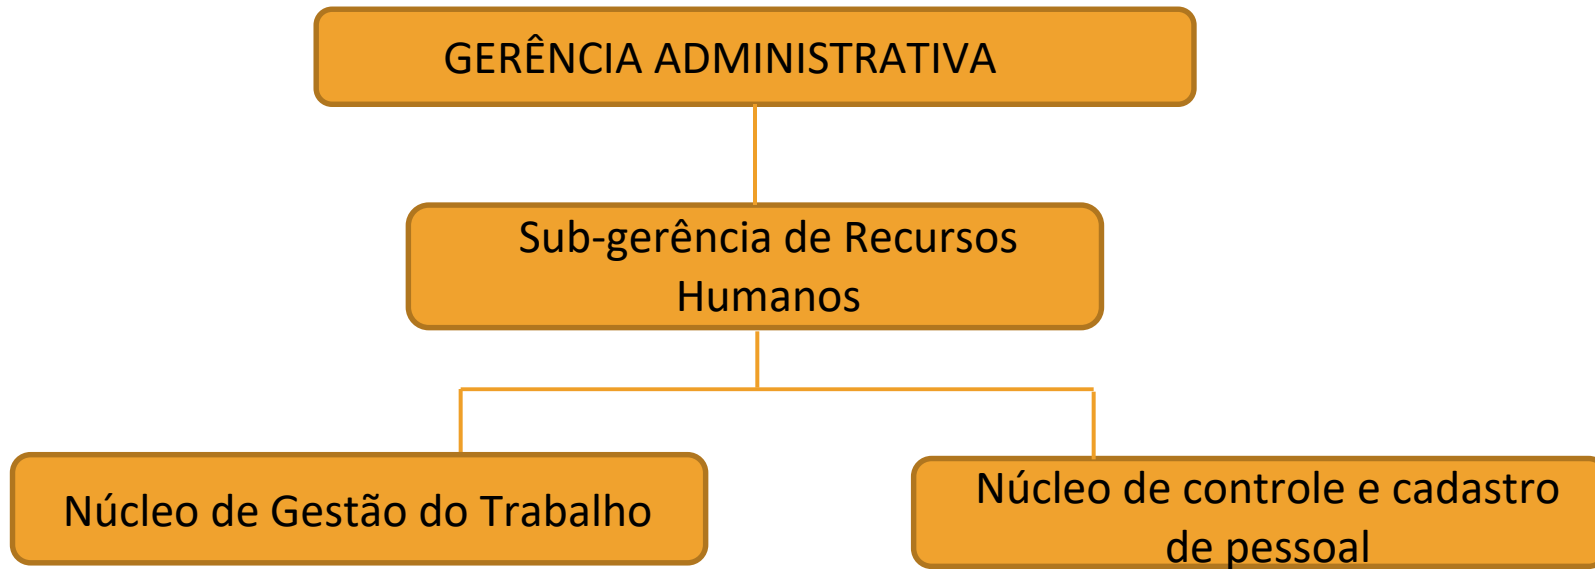 GERÊNCIA ADMINISTRATIVA
Sub-gerência de Recursos
Humanos
Núcleo de Gestão do Trabalho
Núcleo de controle e cadastro
de pessoal